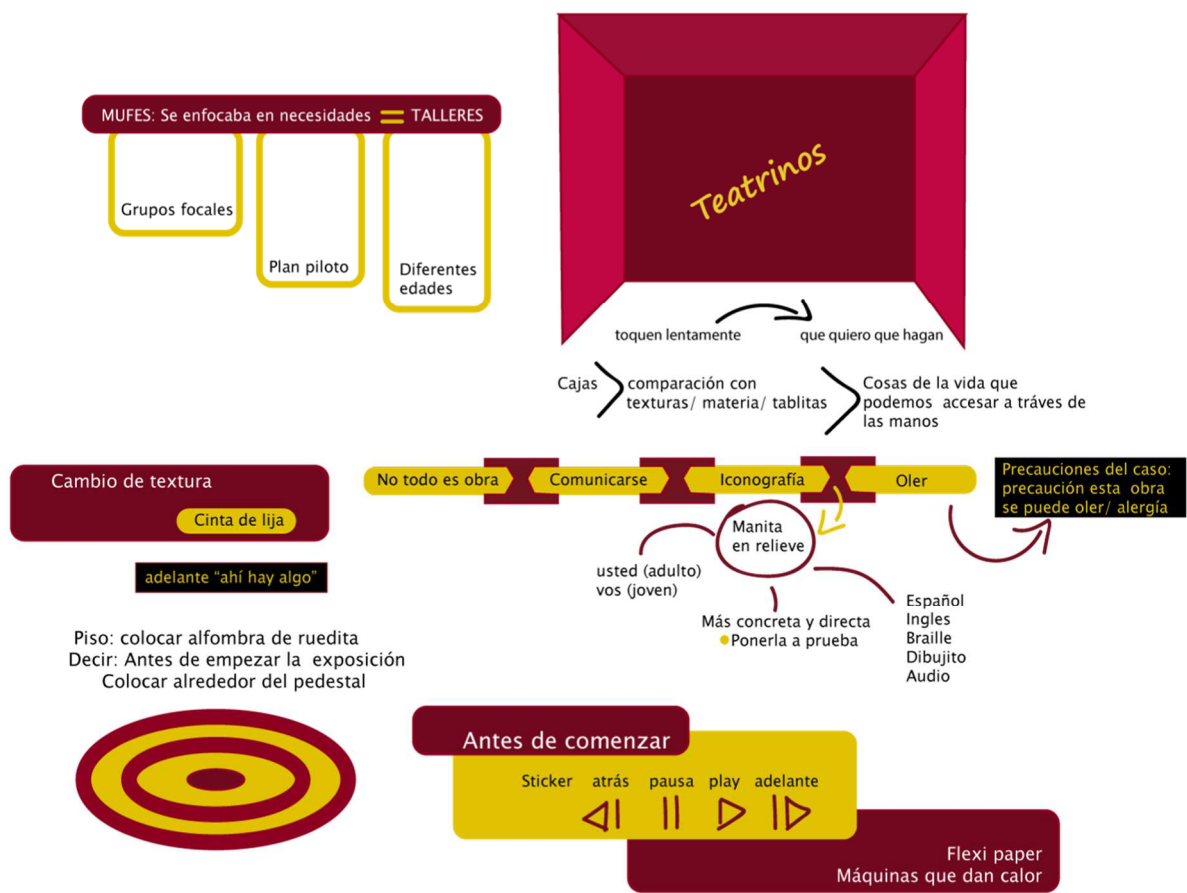 MUFES: Se enfocaba en necesidades = TALLERES
Grupos focales
Plan piloto
Diferentes
edades
Teatrinos
toquen lentamente
que quiero que hagan
Cajas
comparación con
texturas/ materia/ tablitas
Cosas de la vida que
podemos accesar a tráves de
las manos
Cambio de textura
Cinta de lija
adelante "ahí hay algo"
No todo es obra
Comunicarse
Iconografía
Oler
Precauciones del caso:
precaución esta obra
se puede oler/ alergía
Manita
en relieve
usted (adulto)
vos (joven)
Más concreta y directa
Ponerla a prueba
Español
Ingles
Braille
Dibujito
Audio
Piso: colocar alfombra de ruedita
Decir: Antes de empezar la exposición
Colocar alrededor del pedestal
Antes de comenzar
Sticker atrás pausa play adelante
Flexi paper
Máquinas que dan calor